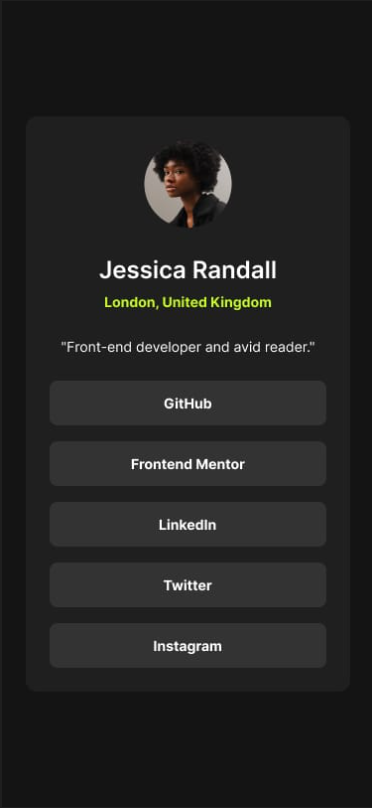 Jessica Randall
London, United Kingdom
"Front-end developer and avid reader."
GitHub
Frontend Mentor
LinkedIn
Twitter
Instagram